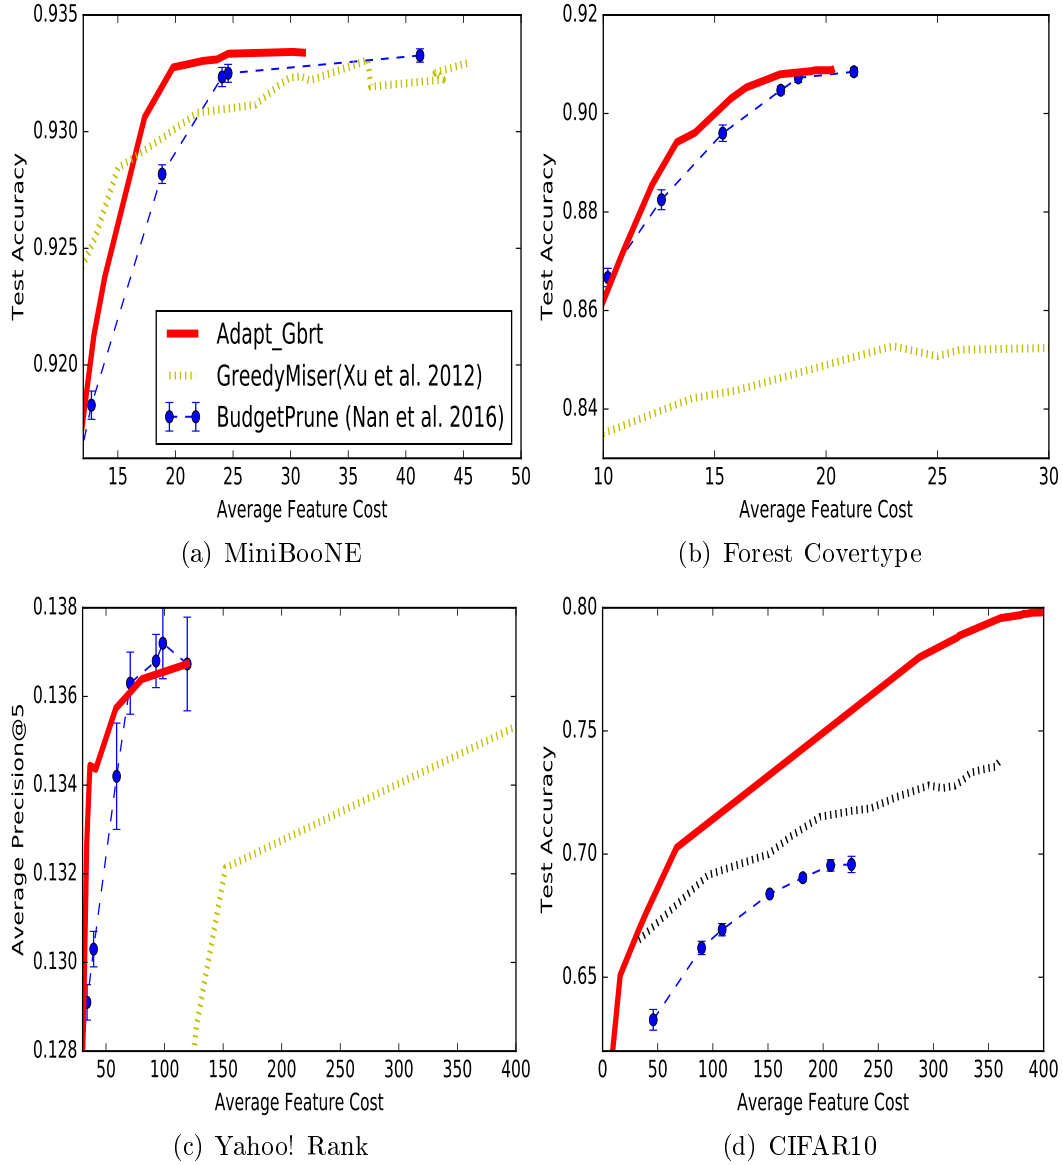 0.935
0.930
0.925
0.920
Test Accuracy
Adapt_Gbrt
GreedyMiser(Xu et al. 2012)
BudgetPrune (Nan et al. 2016)
15 20 25 30 35 40 45 50
Average Feature Cost
(a) MiniBooNE
0.92
0.90
0.88
0.86
0.84
Test Accuracy
10 15 20 25 30
Average Feature Cost
(b) Forest Covertype
0.138
0.136
0.134
0.132
0.130
0.128
Average Precision@5
50 100 150 200 250 300 350 400
Average Feature Cost
(c) Yahoo! Rank
0.80
0.75
0.70
0.65
Test Accuracy
0 50 100 150 200 250 300 350 400
Average Feature Cost
(d) CIFAR10